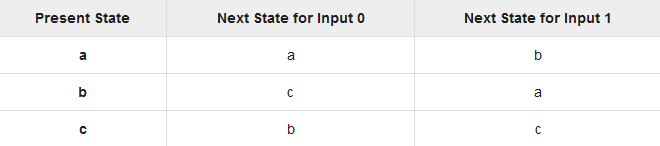 Present State Next State for Input 0 Next State for Input 1
a a b
b c a
c b c